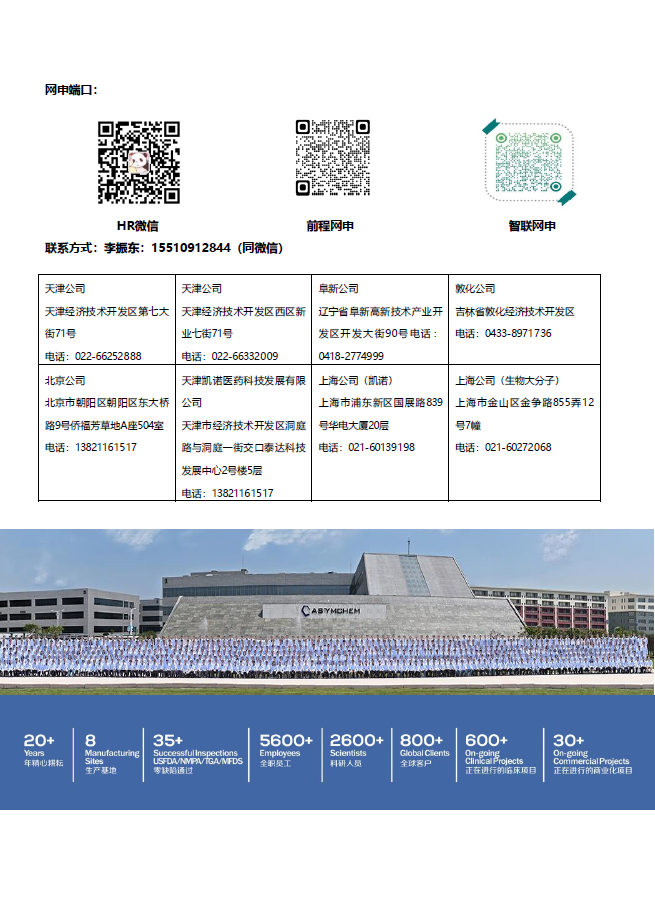 网申端口：
HR微信
前程网申
智联网申
联系方式：李振东：15510912844（同微信）
天津公司
天津经济技术开发区第七大
街71号
电话：022-66252888
天津公司
天津经济技术开发区西区新
业七街71号
电话：022-66332009
阜新公司
辽宁省阜新高新技术产业开
发区开发大街90号电话：
0418-2774999
敦化公司
吉林省敦化经济技术开发区
电话：0433-8971736
北京公司
北京市朝阳区朝阳区东大桥
路9号侨福芳草地A座504室
电话：13821161517
天津凯诺医药科技发展有限
公司
天津市经济技术开发区洞庭
路与洞庭一街交口泰达科技
发展中心2号楼5层
电话：13821161517
上海公司（凯诺）
上海市浦东新区国展路839
号华电大厦20层
电话：021-60139198
上海公司（生物大分子）
上海市金山区金争路855弄12
号7幢
电话：021-60272068
ASYMCHEM
20+
Years
年精心耕耘
8
Manufacturing
Sites
生产基地
35+
Successful Inspections
USFDA/NMPA/TGA/MFDS
零缺陷通过
5600+
Employees
全职员工
2600+
Scientists
科研人员
800+
Global Clients
全球客户
600+
On-going
Clinical Projects
正在进行的临床项目
30+
On-going
Commercial Projects
正在进行的商业化项目